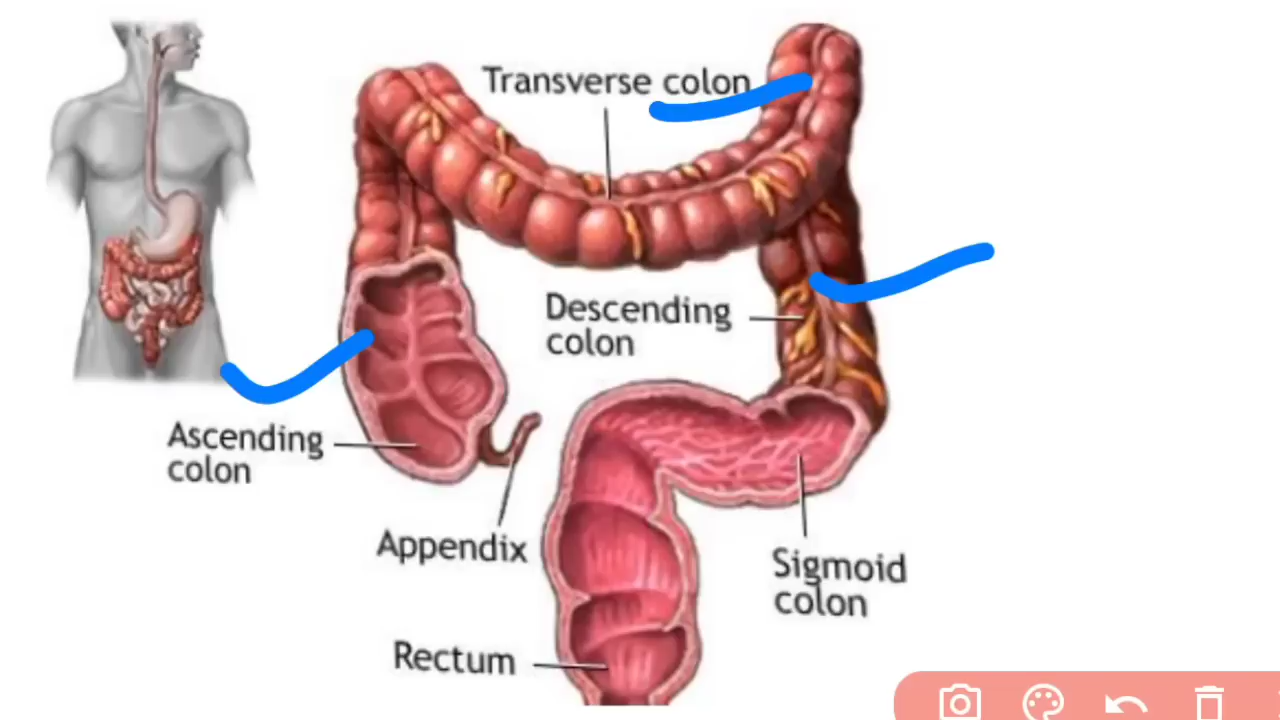 Transverse colon
Descending
colon
Ascending
colon
Appendix
Sigmoid
colon
Rectum